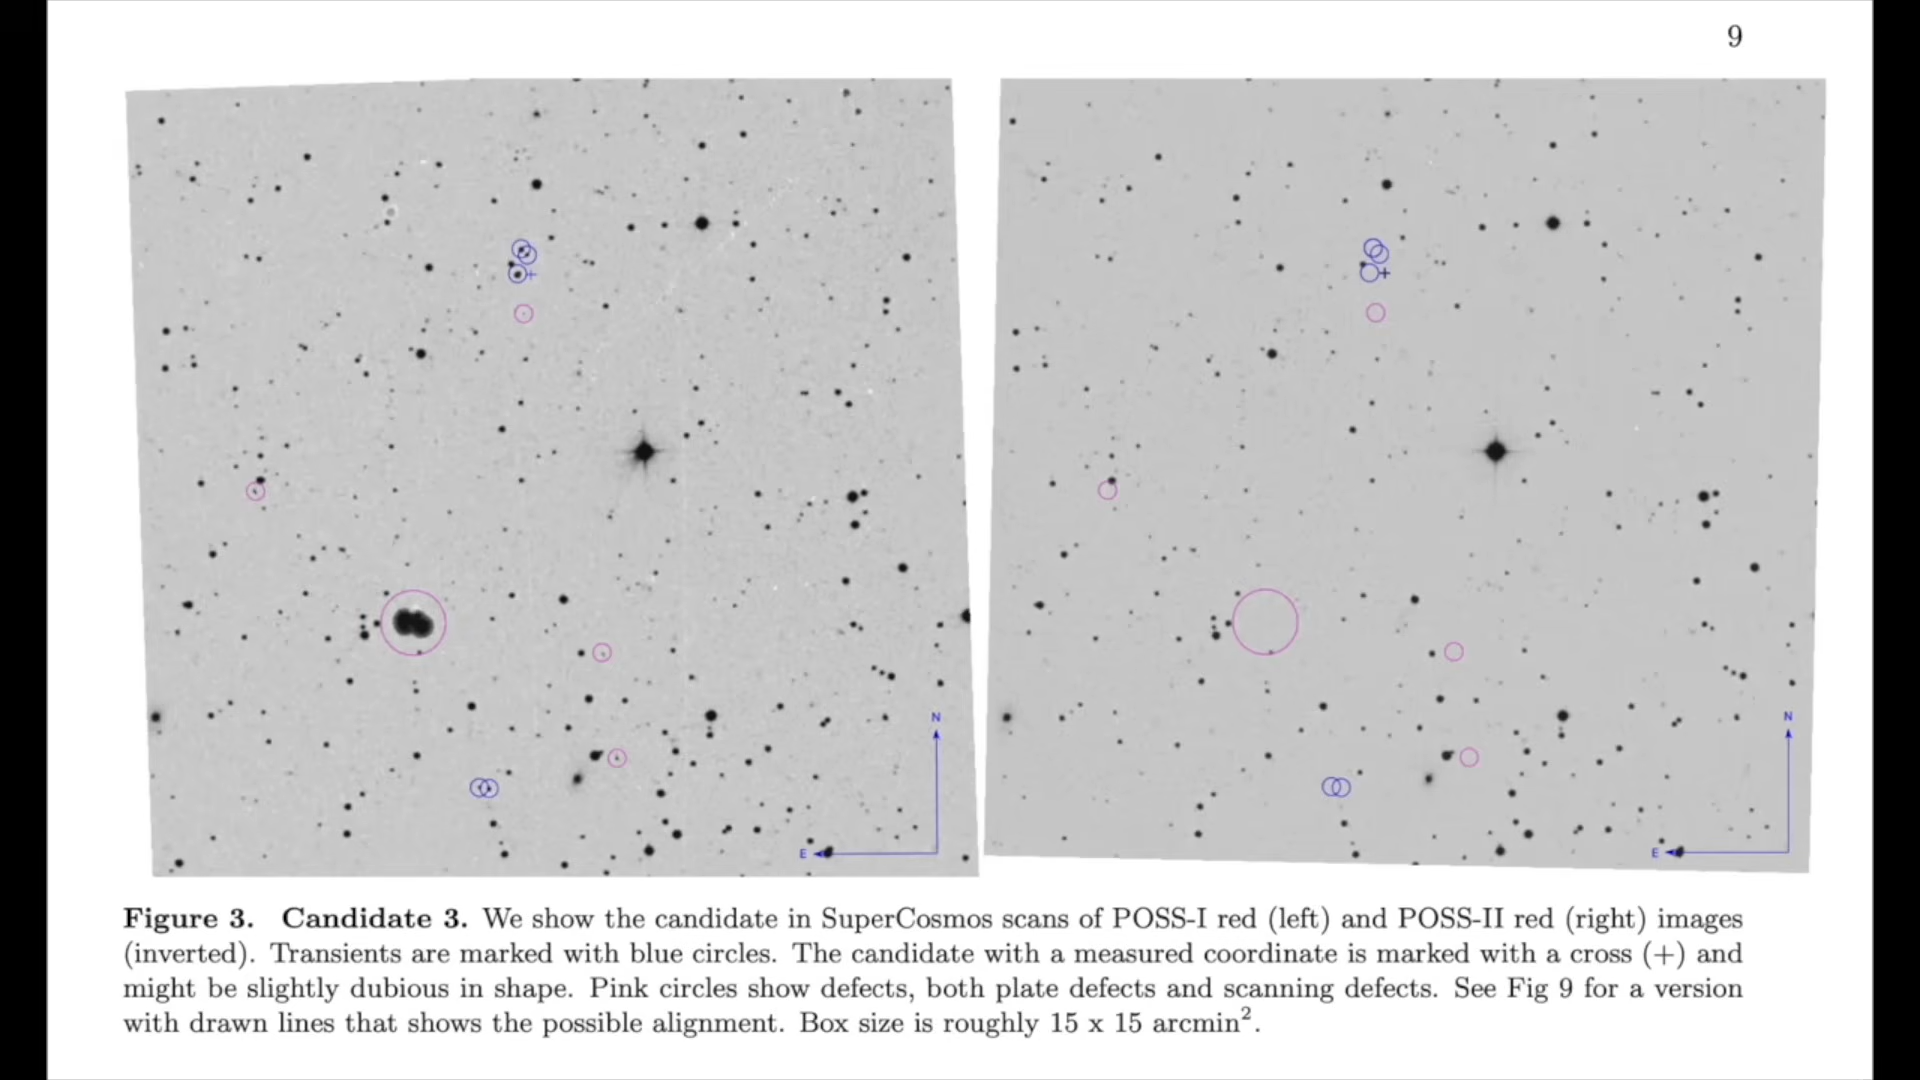 9
N
N
E
E
Figure 3. Candidate 3. We show the candidate in SuperCosmos scans of POSS-I red (left) and POSS-II red (right) images
(inverted). Transients are marked with blue circles. The candidate with a measured coordinate is marked with a cross (+) and
might be slightly dubious in shape. Pink circles show defects, both plate defects and scanning defects. See Fig 9 for a version
with drawn lines that shows the possible alignment. Box size is roughly 15 x 15 arcmin².